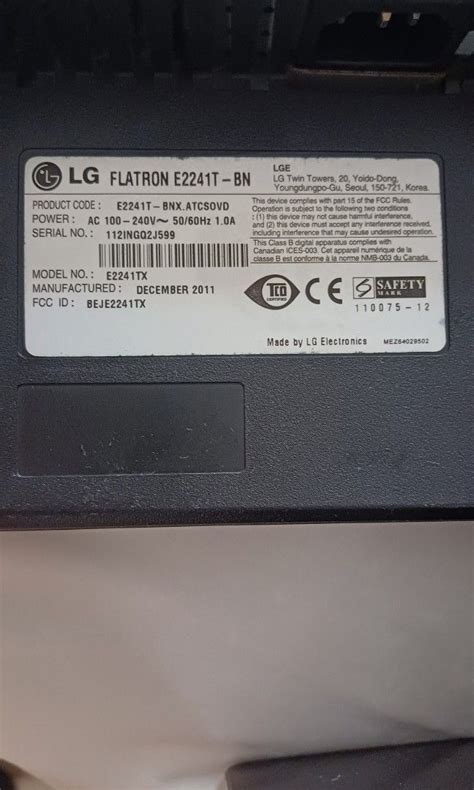 LG FLATRON E2241T-BN
PRODUCT CODE : E2241T-BNX.ATCSOVD
POWER : AC 100-240V~ 50/60Hz 1.0A
SERIAL NO. : 112INGQ2J599
MODEL NO. : E2241TX
MANUFACTURED : DECEMBER 2011
FCC ID : BEJE2241TX
LGE
LG Twin Towers, 20, Yoido-Dong,
Youngdungpo-Gu, Seoul, 150-721, Korea.
This device complies with part 15 of the FCC Rules.
Operation is subject to the following two conditions
: (1) this device may not cause harmful interference,
and (2) this device must accept any interference received,
including interference that may cause undesired operation.
This Class B digital apparatus complies with
Canadian ICES-003. Cet appareil numérique de la
classe B est conforme à la norme NMB-003 du Canada.
TCO
CERTIFIED
CE
S SAFETY
MARK
110075-12
Made by LG Electronics
MEZ64029502